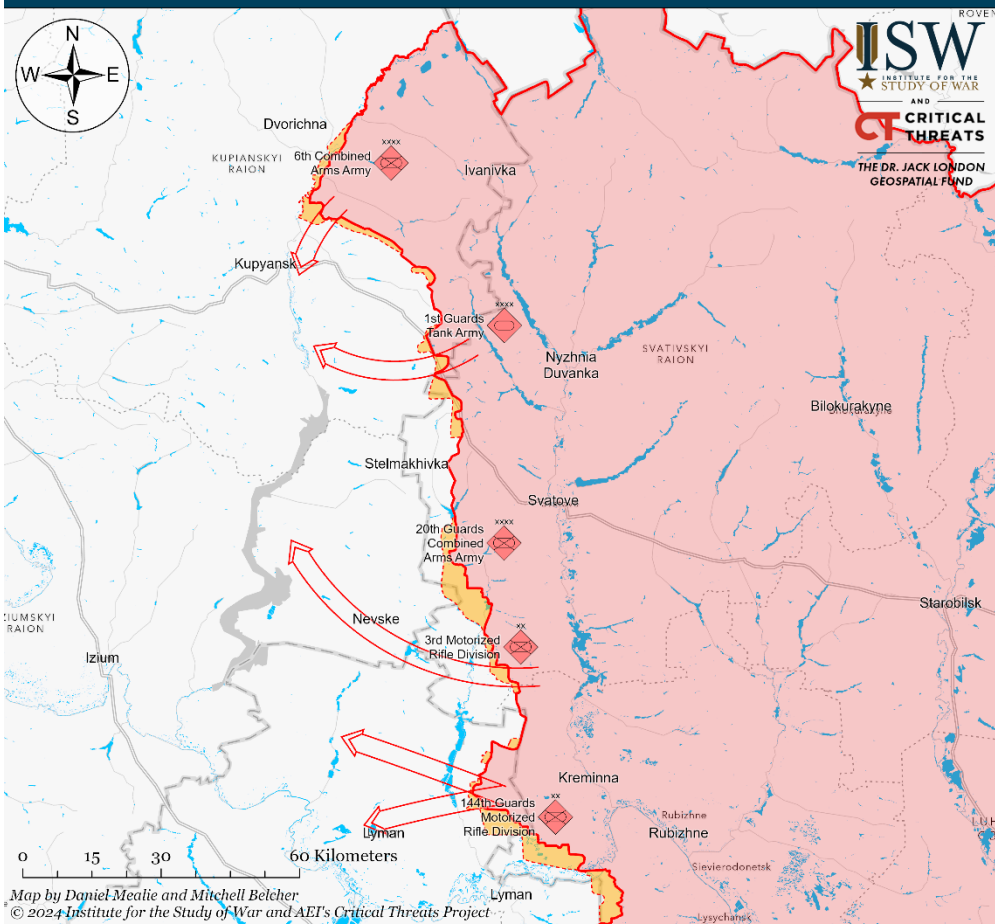 N
W
E
S
ROVEN
ISW
INSTITUTE FOR THE
STUDY OF WAR
AND
CT CRITICAL
THREATS
THE DR. JACK LONDON
GEOSPATIAL FUND
Dvorichna
KUPIANSKYI
RAION
xxxx
6th Combined
Arms Army
Ivanivka
Kupyansk
xxxx
1st Guards
Tank Army
Nyzhnia
Duvanka
SVATIVSKYI
RAION
Bilokurakyne
Stelmakhivka
Svatove
xxxx
20th Guards
Combined
Arms Army
Starobilsk
ZIUMSKYI
RAION
Nevske
xx
3rd Motorized
Rifle Division
Izium
Kreminna
xx
144th Guards
Motorized
Rifle Division
Rubizhne
Rubizhne
LUH
Lyman
Sievierodonetsk
0 15 30 60 Kilometers
Lyman
Lysychansk
Map by Daniel Mealie and Mitchell Belcher
© 2024 Institute for the Study of War and AEI's Critical Threats Project